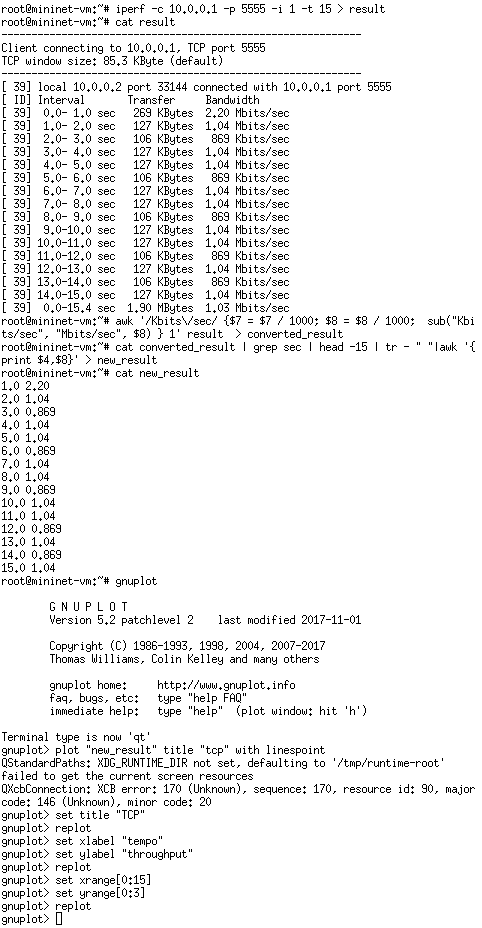 root@mininet-vm:~# iperf -c 10.0.0.1 -p 5555 -i 1 -t 15 > result
root@mininet-vm:~# cat result
------------------------------------------------------------
Client connecting to 10.0.0.1, TCP port 5555
TCP window size: 85.3 KByte (default)
------------------------------------------------------------
[ 39] local 10.0.0.2 port 33144 connected with 10.0.0.1 port 5555
[ ID] Interval       Transfer     Bandwidth
[ 39]  0.0- 1.0 sec   269 KBytes  2.20 Mbits/sec
[ 39]  1.0- 2.0 sec   127 KBytes  1.04 Mbits/sec
[ 39]  2.0- 3.0 sec   106 KBytes   869 Kbits/sec
[ 39]  3.0- 4.0 sec   127 KBytes  1.04 Mbits/sec
[ 39]  4.0- 5.0 sec   127 KBytes  1.04 Mbits/sec
[ 39]  5.0- 6.0 sec   106 KBytes   869 Kbits/sec
[ 39]  6.0- 7.0 sec   127 KBytes  1.04 Mbits/sec
[ 39]  7.0- 8.0 sec   127 KBytes  1.04 Mbits/sec
[ 39]  8.0- 9.0 sec   106 KBytes   869 Kbits/sec
[ 39]  9.0-10.0 sec   127 KBytes  1.04 Mbits/sec
[ 39] 10.0-11.0 sec   127 KBytes  1.04 Mbits/sec
[ 39] 11.0-12.0 sec   106 KBytes   869 Kbits/sec
[ 39] 12.0-13.0 sec   127 KBytes  1.04 Mbits/sec
[ 39] 13.0-14.0 sec   106 KBytes   869 Kbits/sec
[ 39] 14.0-15.0 sec   127 KBytes  1.04 Mbits/sec
[ 39]  0.0-15.4 sec  1.90 MBytes  1.03 Mbits/sec
root@mininet-vm:~# awk '/Kbits\/sec/ {$7 = $7 / 1000; $8 = $8 / 1000;  sub("Kbi
ts/sec", "Mbits/sec", $8) } 1' result  > converted_result
root@mininet-vm:~# cat converted_result | grep sec | head -15 | tr - " "|awk '{
print $4,$8}' > new_result
root@mininet-vm:~# cat new_result
1.0 2.20
2.0 1.04
3.0 0.869
4.0 1.04
5.0 1.04
6.0 0.869
7.0 1.04
8.0 1.04
9.0 0.869
10.0 1.04
11.0 1.04
12.0 0.869
13.0 1.04
14.0 0.869
15.0 1.04
root@mininet-vm:~# gnuplot
G N U P L O T
Version 5.2 patchlevel 2    last modified 2017-11-01
Copyright (C) 1986-1993, 1998, 2004, 2007-2017
Thomas Williams, Colin Kelley and many others
gnuplot home:     http://www.gnuplot.info
faq, bugs, etc:   type "help FAQ"
immediate help:   type "help"  (plot window: hit 'h')
Terminal type is now 'qt'
gnuplot> plot "new_result" title "tcp" with linespoint
QStandardPaths: XDG_RUNTIME_DIR not set, defaulting to '/tmp/runtime-root'
failed to get the current screen resources
QXcbConnection: XCB error: 170 (Unknown), sequence: 170, resource id: 90, major
code: 146 (Unknown), minor code: 20
gnuplot> set title "TCP"
gnuplot> replot
gnuplot> set xlabel "tempo"
gnuplot> set ylabel "throughput"
gnuplot> replot
gnuplot> set xrange[0:15]
gnuplot> set yrange[0:3]
gnuplot> replot
gnuplot>